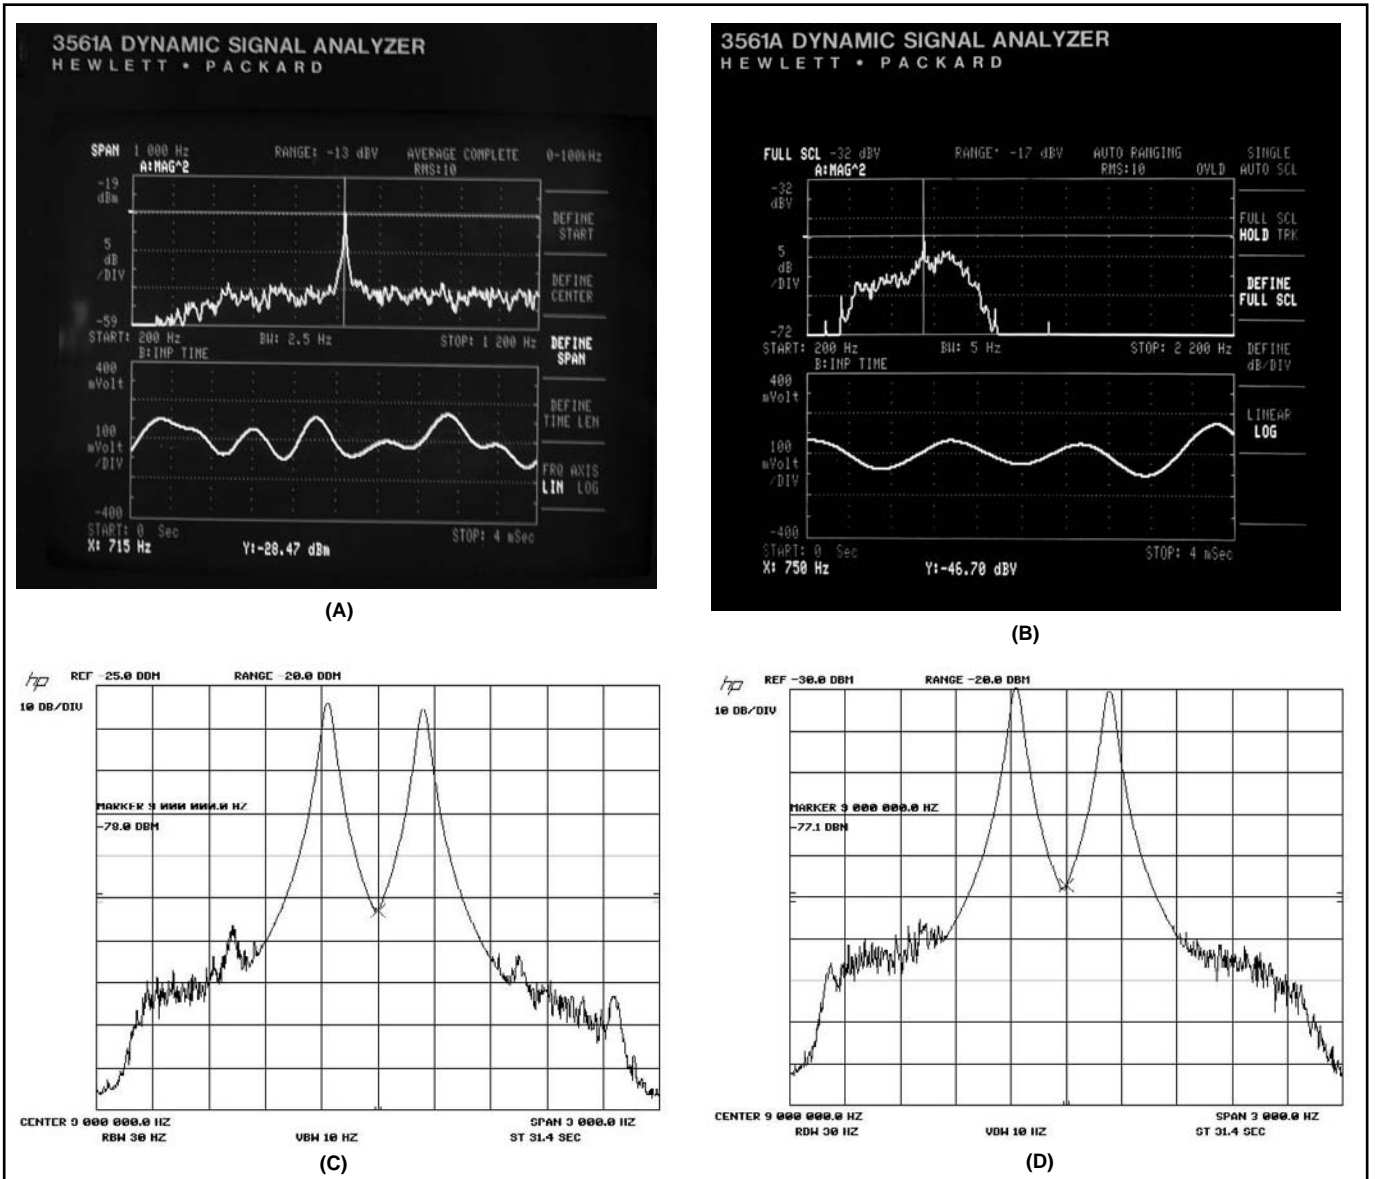 3561A DYNAMIC SIGNAL ANALYZER
HEWLETT • PACKARD
SPAN 1 000 Hz RANGE: -13 dBV AVERAGE COMPLETE 0-100kHz
A:MAG^2 RMS:10
-19
dBm
5
dB
/DIV
-59
START: 200 Hz BW: 2.5 Hz STOP: 1 200 Hz
B:INP TIME
400
mVolt
100
mVolt
/DIV
-400
START: 0 Sec STOP: 4 mSec
X: 715 Hz Y:-28.47 dBm
DEFINE
START
DEFINE
CENTER
DEFINE
SPAN
DEFINE
TIME LEN
FRQ AXIS
LIN LOG
(A)
3561A DYNAMIC SIGNAL ANALYZER
HEWLETT • PACKARD
FULL SCL -32 dBV RANGE: -17 dBV AUTO RANGING SINGLE
A:MAG^2 RMS:10 OVLD AUTO SCL
-32
dBV
5
dB
/DIV
-72
START: 200 Hz BW: 5 Hz STOP: 2 200 Hz
B:INP TIME
400
mVolt
100
mVolt
/DIV
-400
START: 0 Sec STOP: 4 mSec
X: 750 Hz Y:-46.70 dBV
FULL SCL
HOLD TRK
DEFINE
FULL SCL
DEFINE
dB/DIV
LINEAR
LOG
(B)
hp REF -25.0 DDM RANGE -20.0 DDM
10 DB/DIV
MARKER 9 000 000.0 HZ
-78.0 DBM
CENTER 9 000 000.0 HZ SPAN 3 000.0 HZ
RBW 30 HZ VBW 10 HZ ST 31.4 SEC
(C)
hp REF -30.0 DBM RANGE -20.0 DBM
10 DB/DIV
MARKER 9 000 000.0 HZ
-77.1 DBM
CENTER 9 000 000.0 HZ SPAN 3 000.0 HZ
RDW 30 HZ VDW 10 HZ ST 31.4 SEC
(D)